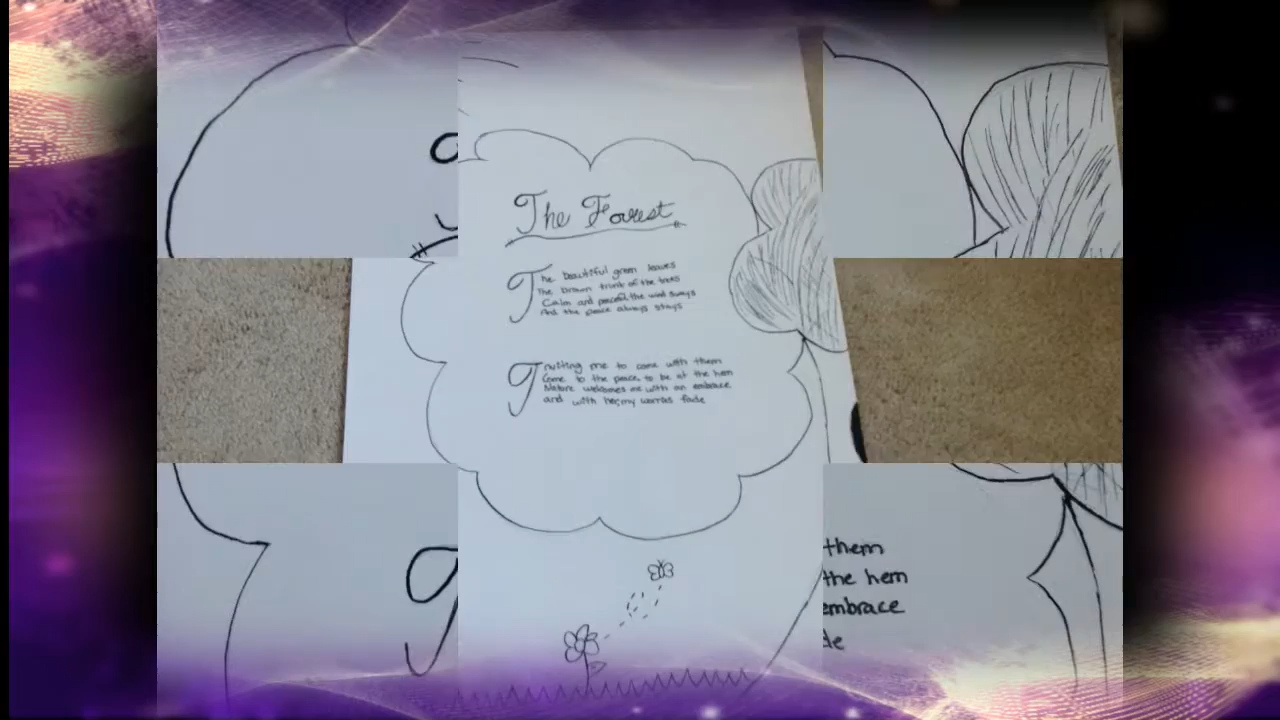 The Forest
The beautiful green leaves
The brown trunk of the trees
Calm and peaceful the wind sways
And the peace always stays
Inviting me to come with them
Come to the peace, to be at the hem
Nature welcomes me with an embrace
and with her, my worries fade
them
the hem
embrace
de